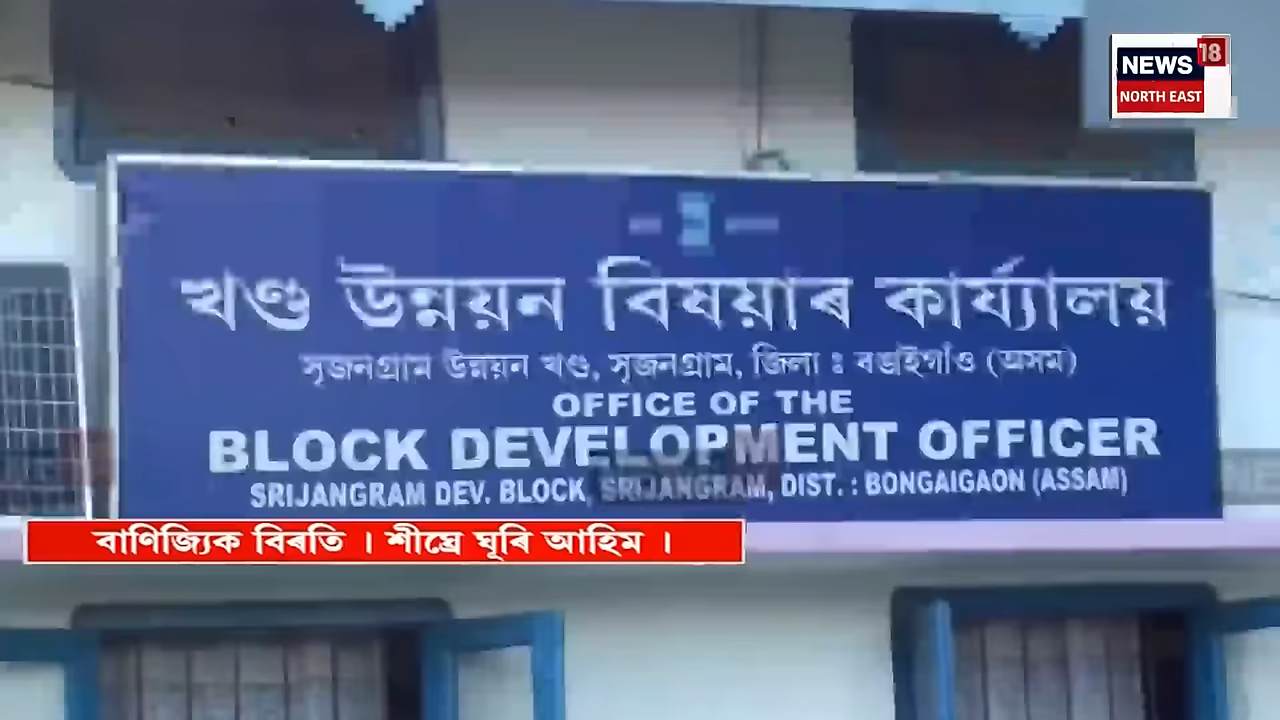 NEWS 18
NORTH EAST
খণ্ড উন্নয়ন বিষয়াৰ কাৰ্য্যালয়
সৃজনগ্ৰাম উন্নয়ন খণ্ড, সৃজনগ্ৰাম, জিলা : বঙাইগাঁও (অসম)
OFFICE OF THE
BLOCK DEVELOPMENT OFFICER
SRIJANGRAM DEV. BLOCK, SRIJANGRAM, DIST. : BONGAIGAON (ASSAM)
বাণিজ্যিক বিৰতি । শীঘ্ৰে ঘূৰি আহিম ।